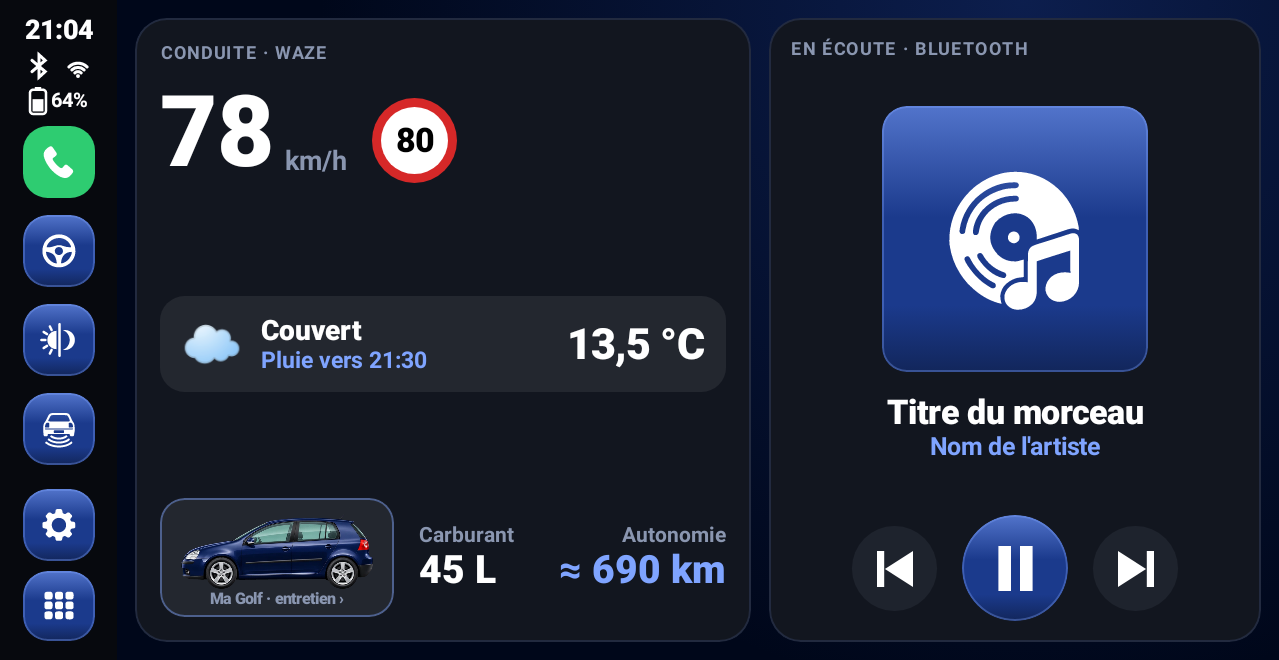 21:04
64%
CONDUITE · WAZE
78 km/h
80
Couvert
Pluie vers 21:30
13,5 °C
Ma Golf · entretien ›
Carburant
45 L
Autonomie
≈ 690 km
EN ÉCOUTE · BLUETOOTH
Titre du morceau
Nom de l'artiste